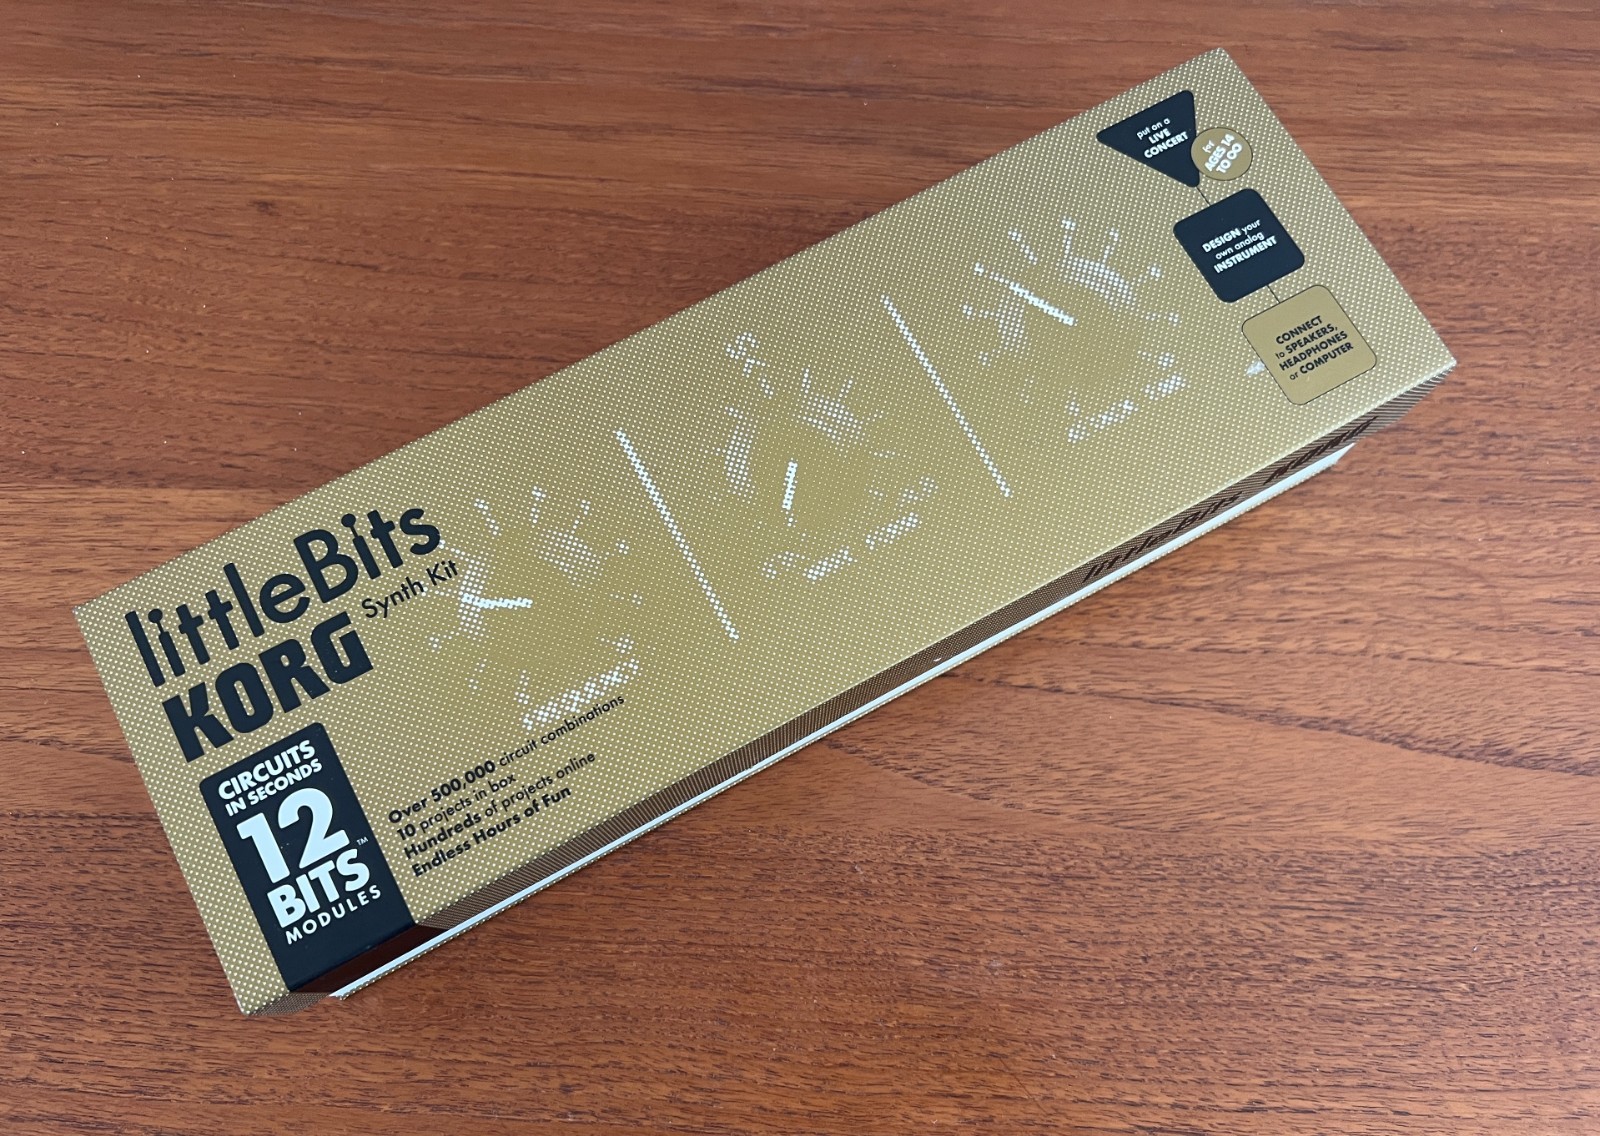 littleBits
KORG Synth Kit
CIRCUITS
IN SECONDS
12
BITS™
MODULES
Over 500,000 circuit combinations
10 projects in box
Hundreds of projects online
Endless Hours of Fun
put on a
LIVE
CONCERT
for
AGES 14
TO ∞
DESIGN your
own analog
INSTRUMENT
CONNECT
to SPEAKERS,
HEADPHONES
or COMPUTER
littleBits